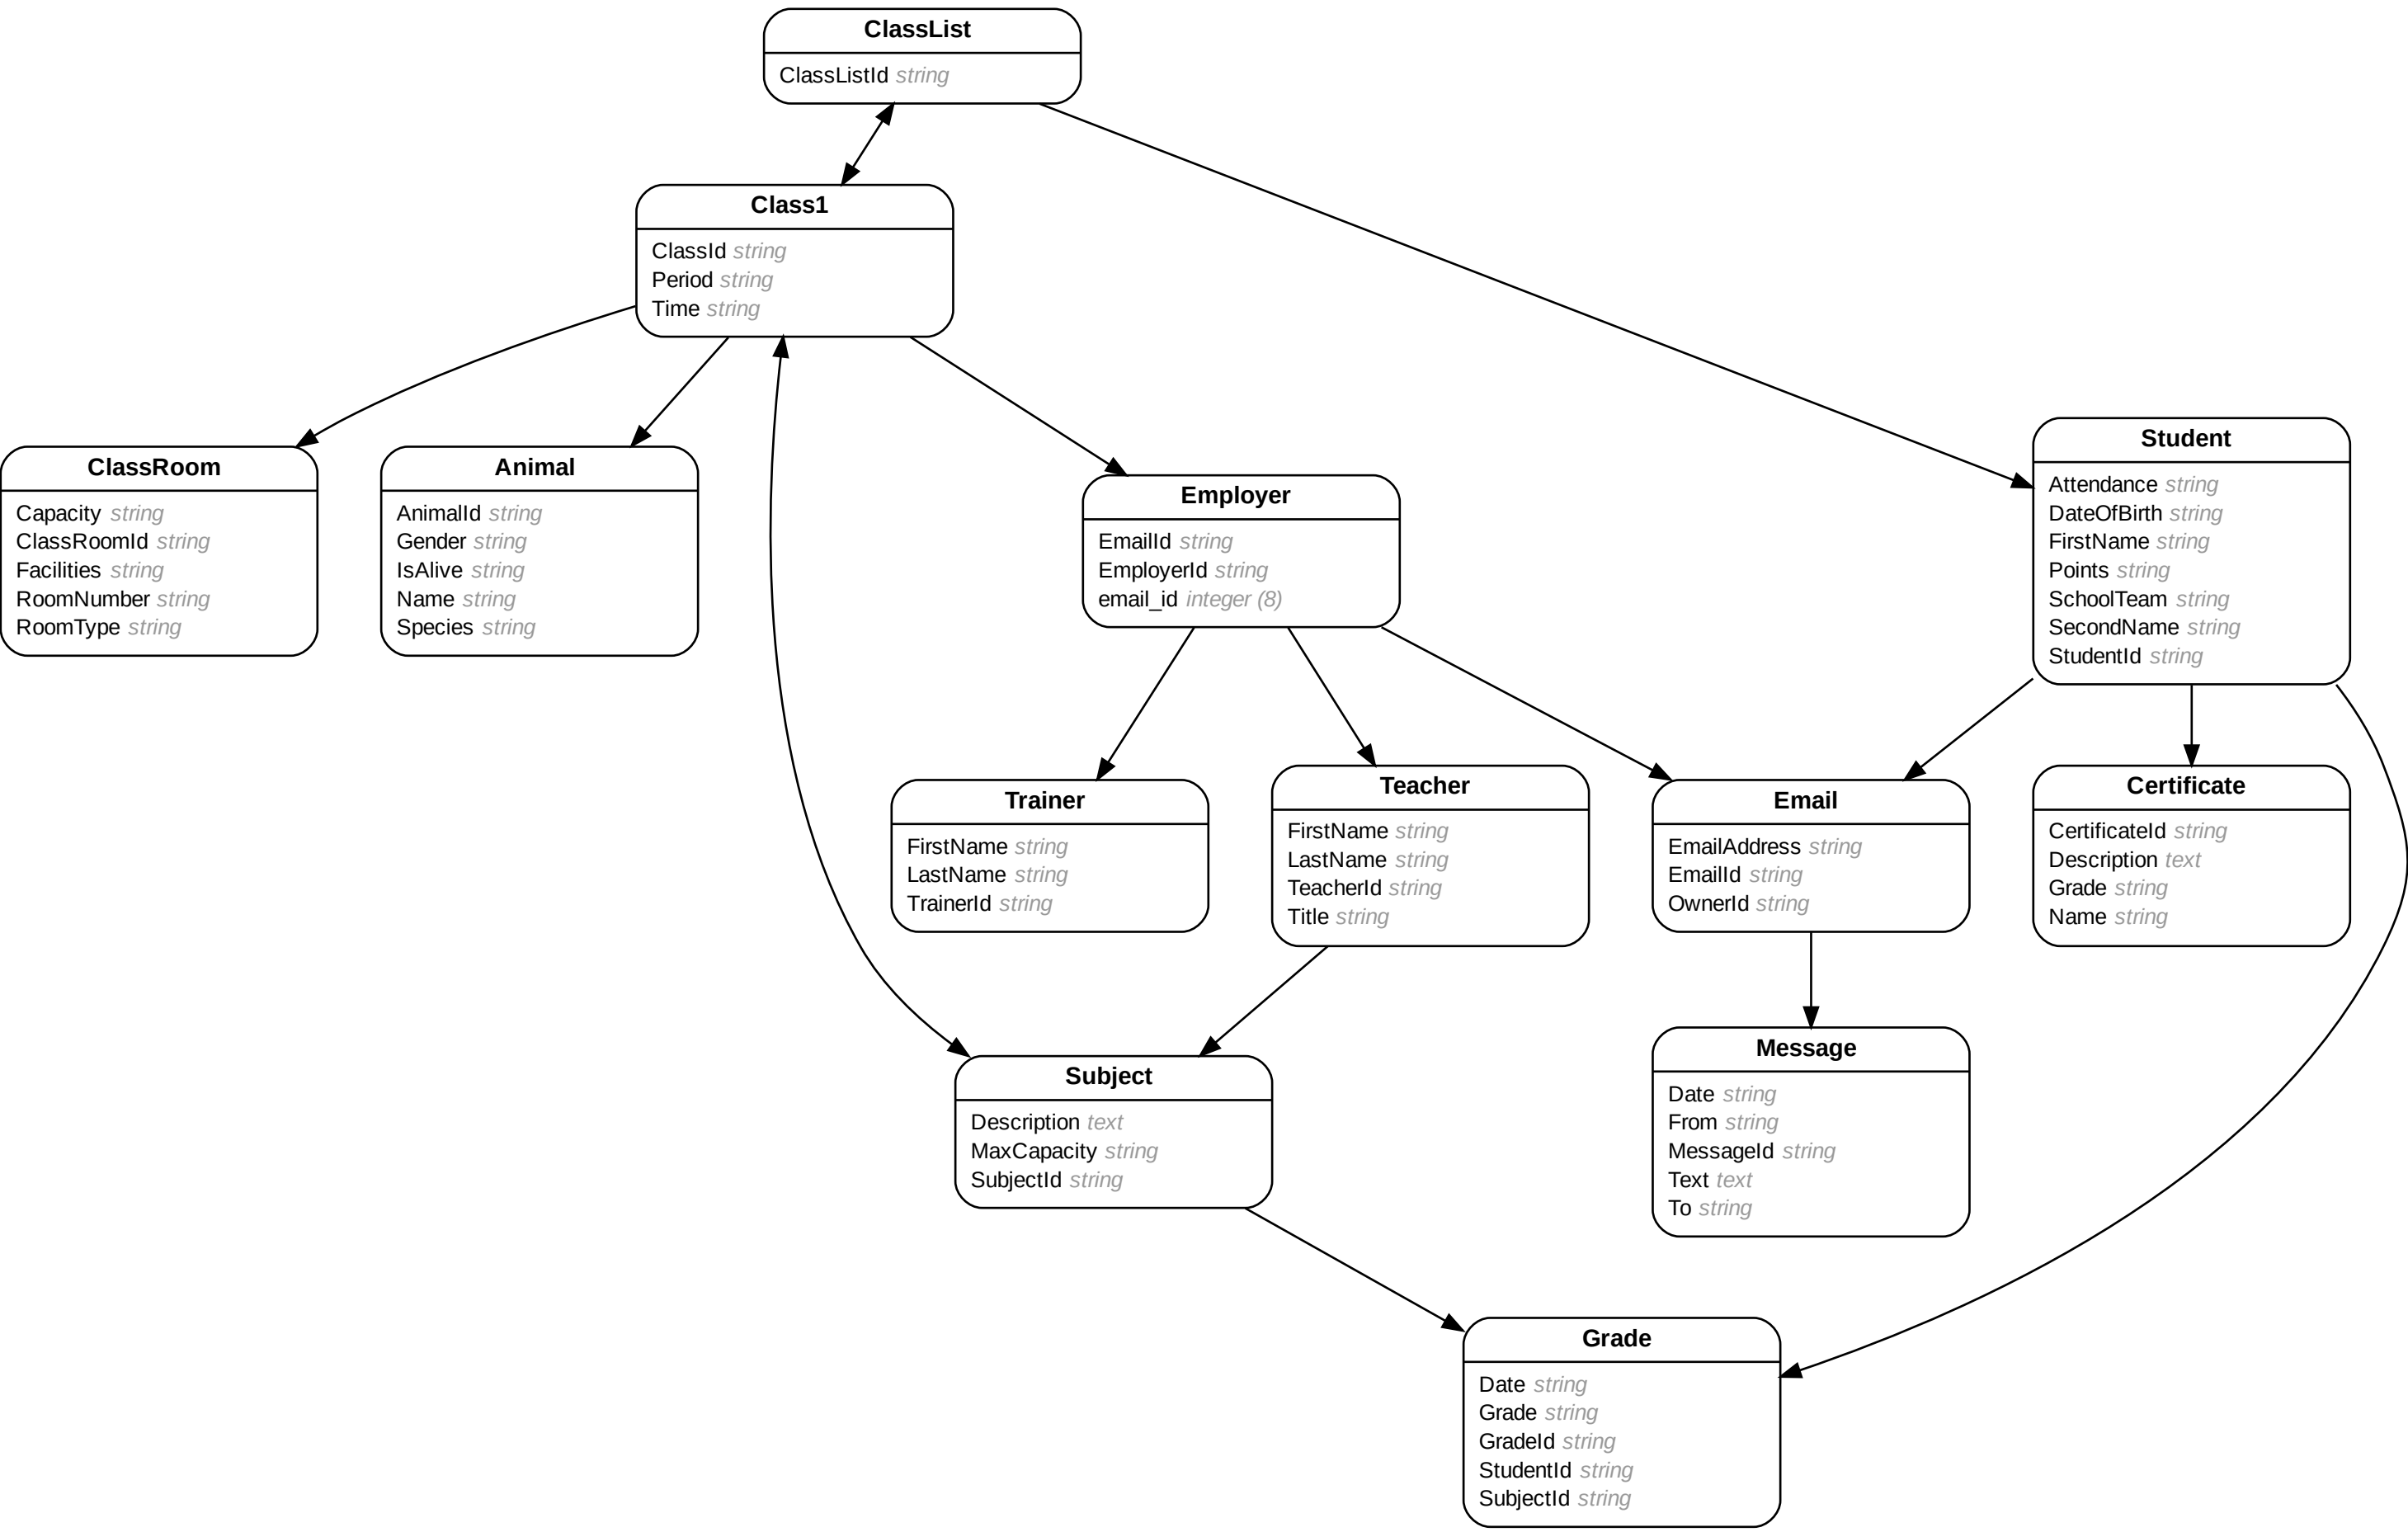 ClassList
ClassListId string
Class1
ClassId string
Period string
Time string
ClassRoom
Capacity string
ClassRoomId string
Facilities string
RoomNumber string
RoomType string
Animal
AnimalId string
Gender string
IsAlive string
Name string
Species string
Employer
EmailId string
EmployerId string
email_id integer (8)
Student
Attendance string
DateOfBirth string
FirstName string
Points string
SchoolTeam string
SecondName string
StudentId string
Trainer
FirstName string
LastName string
TrainerId string
Teacher
FirstName string
LastName string
TeacherId string
Title string
Email
EmailAddress string
EmailId string
OwnerId string
Certificate
CertificateId string
Description text
Grade string
Name string
Subject
Description text
MaxCapacity string
SubjectId string
Message
Date string
From string
MessageId string
Text text
To string
Grade
Date string
Grade string
GradeId string
StudentId string
SubjectId string